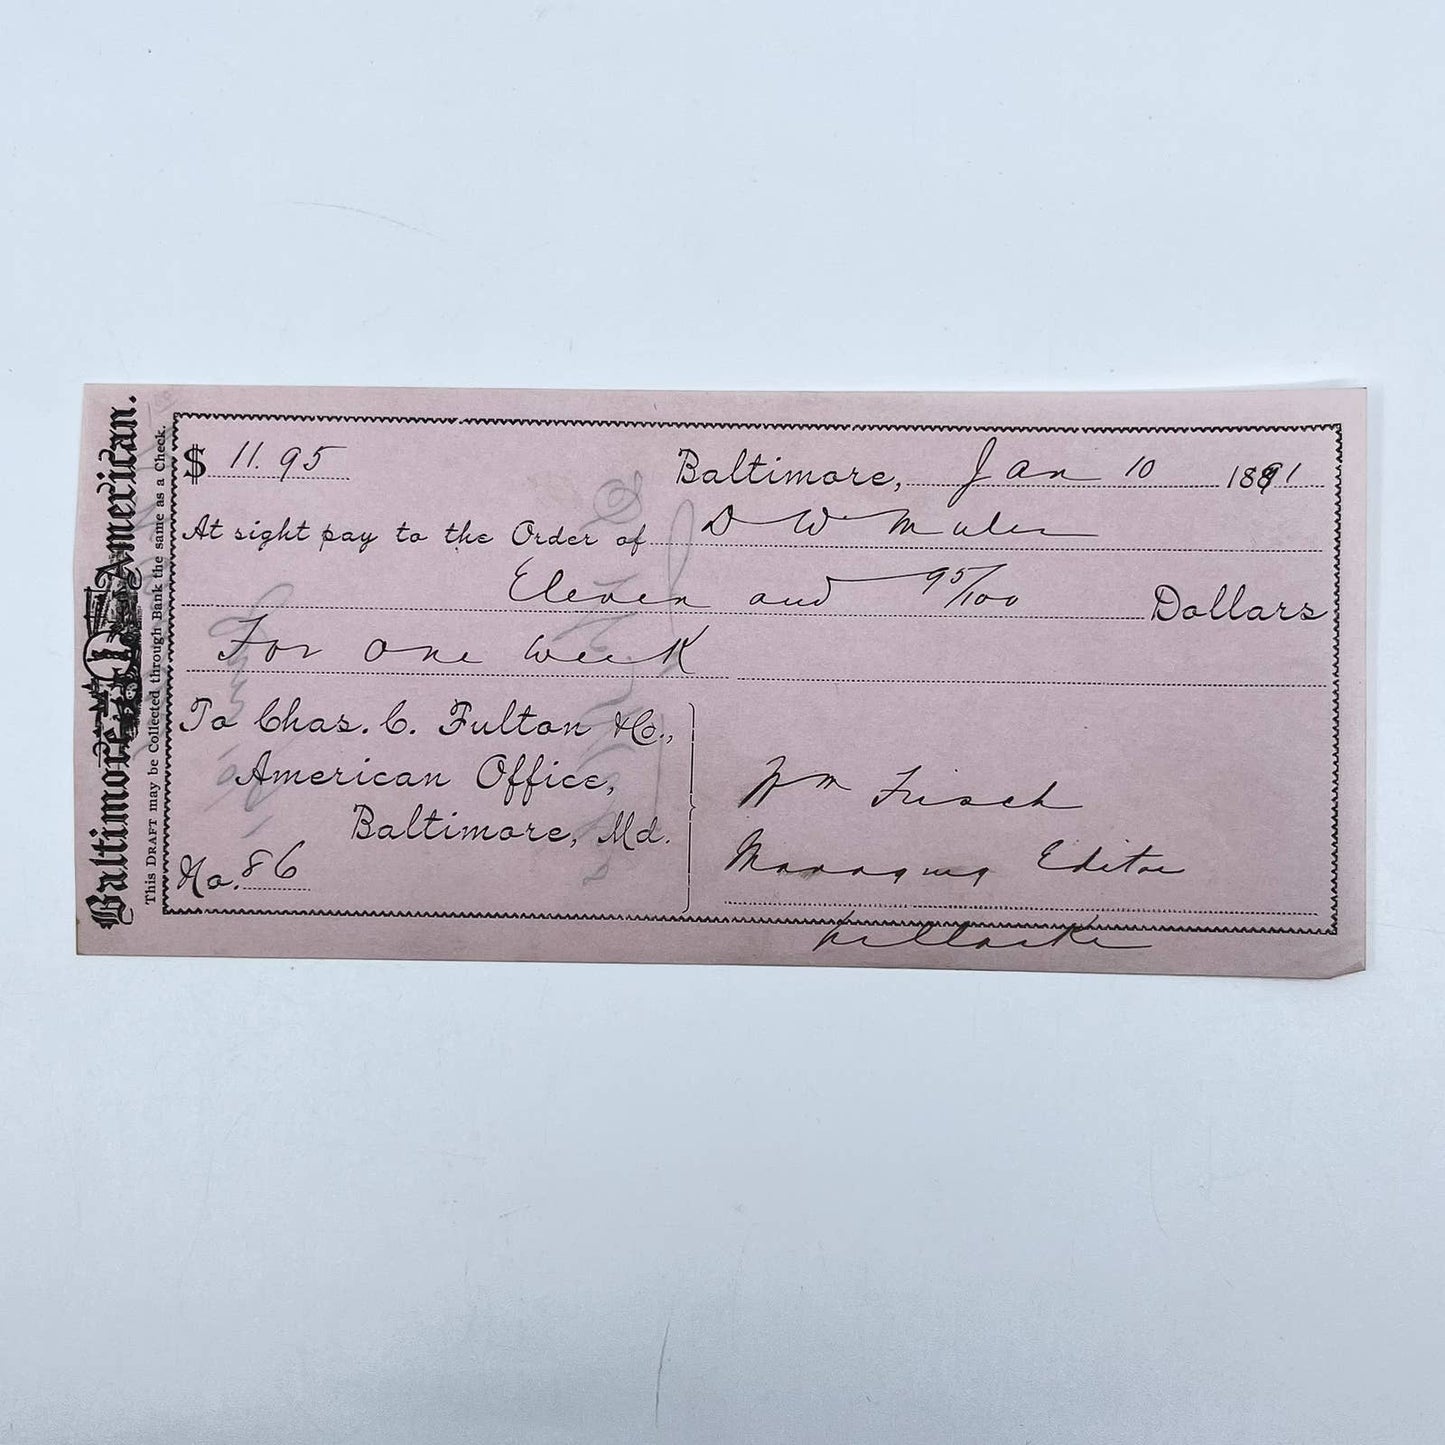 Baltimore American.
This DRAFT may be Collected through Bank the same as a Check.
$ 11.95 Baltimore, Jan 10 1891
At sight pay to the Order of D W
Eleven and 95/100 Dollars
For one week
To Chas. C. Fulton & Co.,
American Office,
Baltimore, Md.
No. 86
Wm Frisch
Managing Editor